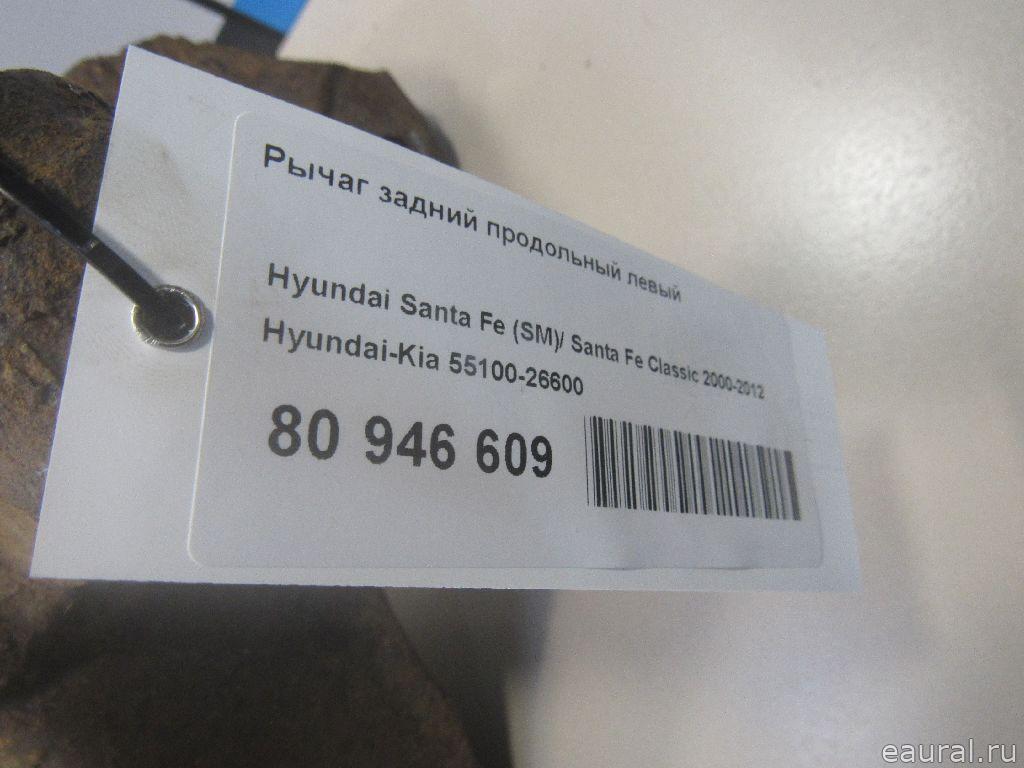 Рычаг задний продольный левый
Hyundai Santa Fe (SM)/ Santa Fe Classic 2000-2012
Hyundai-Kia 55100-26600
80 946 609
eaural.ru